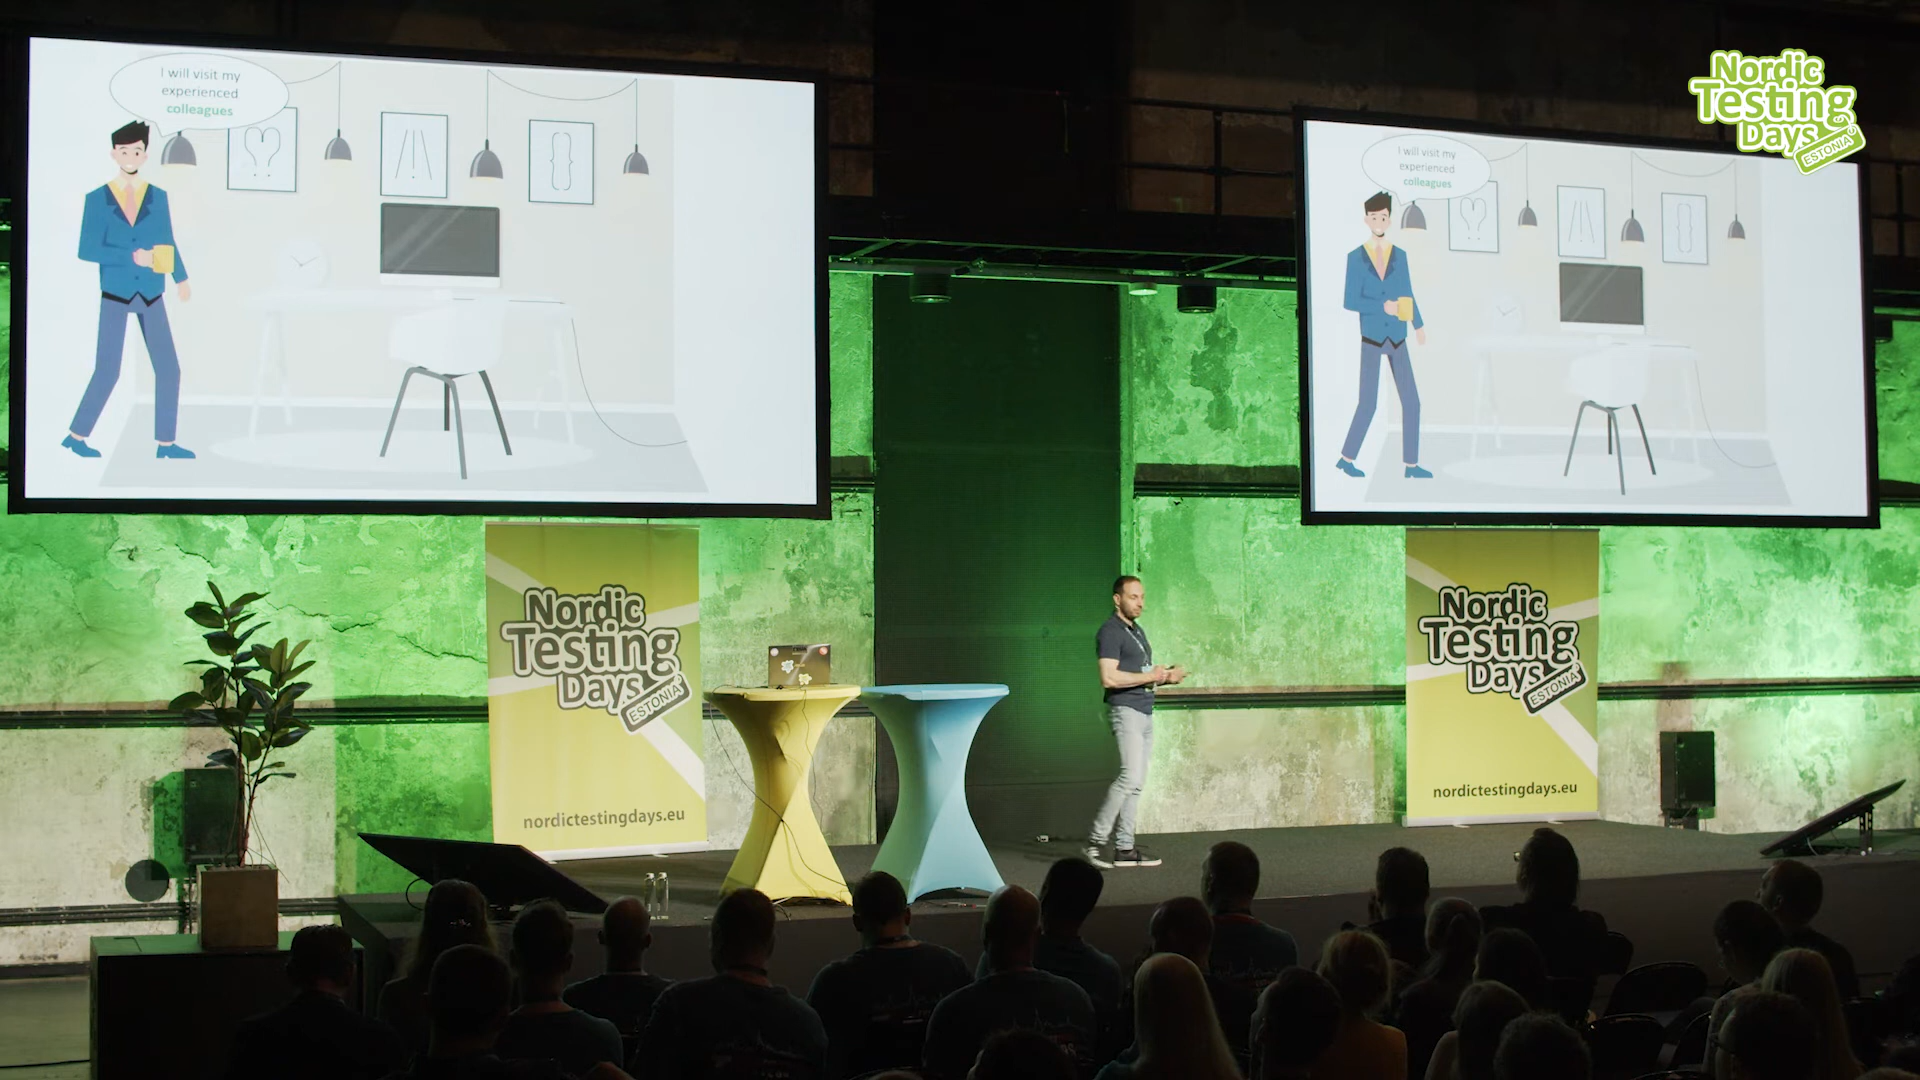 I will visit my
experienced
colleagues
I will visit my
experienced
colleagues
Nordic
Testing
Days
ESTONIA
Nordic
Testing
Days
ESTONIA
nordictestingdays.eu
Nordic
Testing
Days
ESTONIA
nordictestingdays.eu